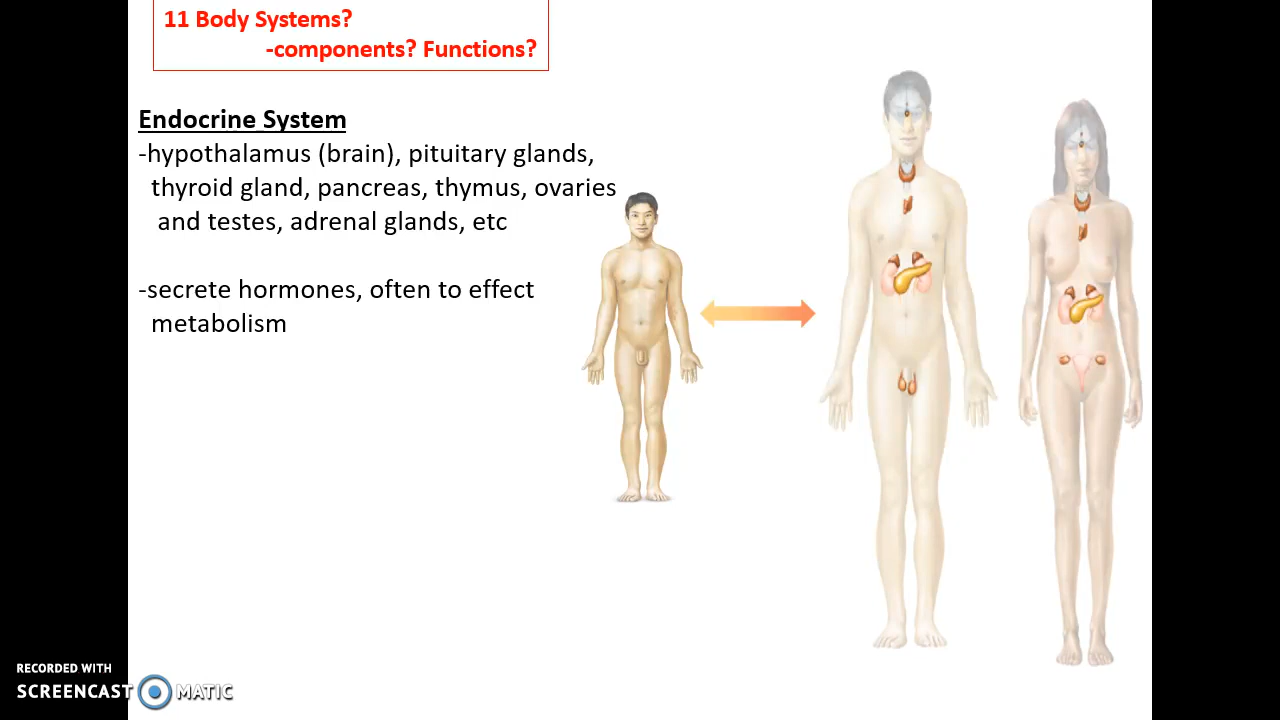 11 Body Systems?
-components? Functions?
Endocrine System
-hypothalamus (brain), pituitary glands,
thyroid gland, pancreas, thymus, ovaries
and testes, adrenal glands, etc
-secrete hormones, often to effect
metabolism
RECORDED WITH
SCREENCAST MATIC